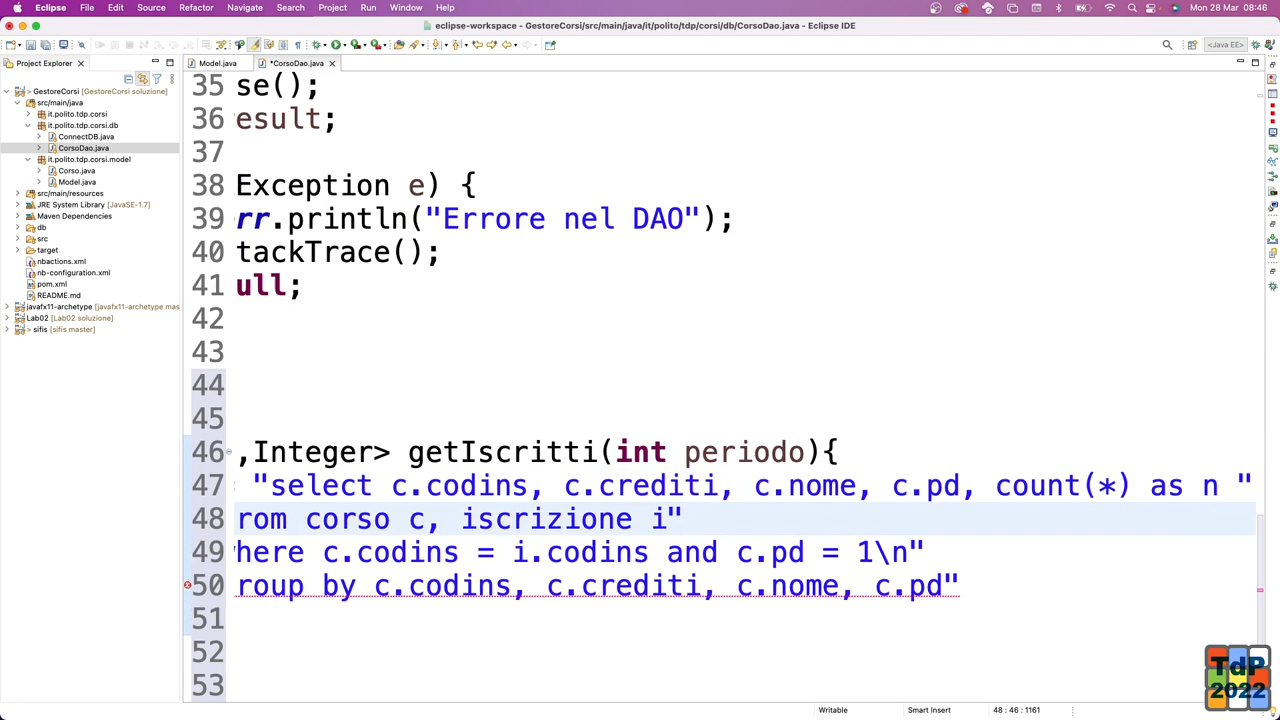 Eclipse File Edit Source Refactor Navigate Search Project Run Window Help
Mon 28 Mar 08:46
eclipse-workspace - GestoreCorsi/src/main/java/it/polito/tdp/corsi/db/CorsoDao.java - Eclipse IDE
<Java EE>
Project Explorer
Model.java
*CorsoDao.java
GestoreCorsi [GestoreCorsi soluzione]
src/main/java
it.polito.tdp.corsi
it.polito.tdp.corsi.db
ConnectDB.java
CorsoDao.java
it.polito.tdp.corsi.model
Corso.java
Model.java
src/main/resources
JRE System Library [JavaSE-1.7]
Maven Dependencies
db
src
target
nbactions.xml
nb-configuration.xml
pom.xml
README.md
javafx11-archetype [javafx11-archetype mas
Lab02 [Lab02 soluzione]
> sifis [sifis master]
35 se();
36 esult;
37
38 Exception e) {
39 rr.println("Errore nel DAO");
40 tackTrace();
41 ull;
42
43
44
45
46 ,Integer> getIscritti(int periodo){
47 "select c.codins, c.crediti, c.nome, c.pd, count(*) as n "
48 rom corso c, iscrizione i"
49 where c.codins = i.codins and c.pd = 1\n"
50 roup by c.codins, c.crediti, c.nome, c.pd"
51
52
53
Writable
Smart Insert
48 : 46 : 1161
TdP
2022